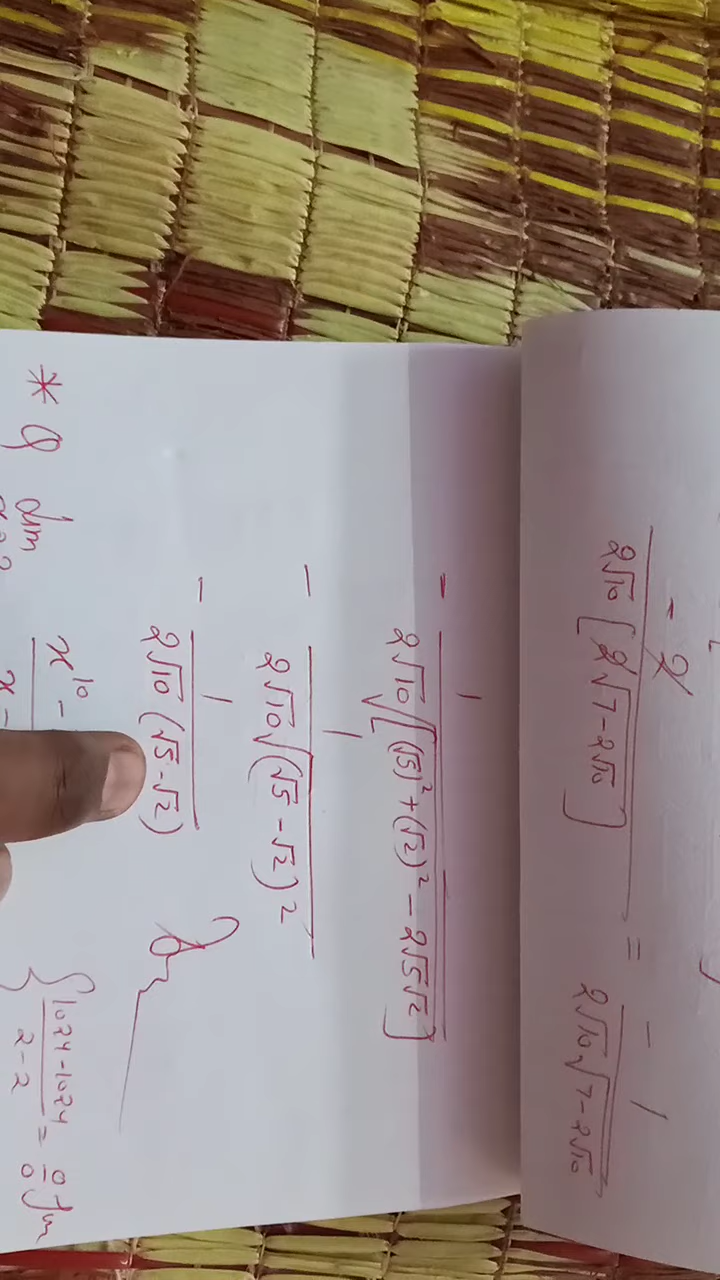 -2 / 2√10 [2√7-2√10] = -1 / 2√10 √7-2√10
- 1 / 2√10 √[(√5)²+(√2)²-2√5√2]
- 1 / 2√10 √(√5-√2)²
- 1 / 2√10 (√5-√2)
* Q lim x¹⁰- {1024-1024 / 2-2 = 0/0